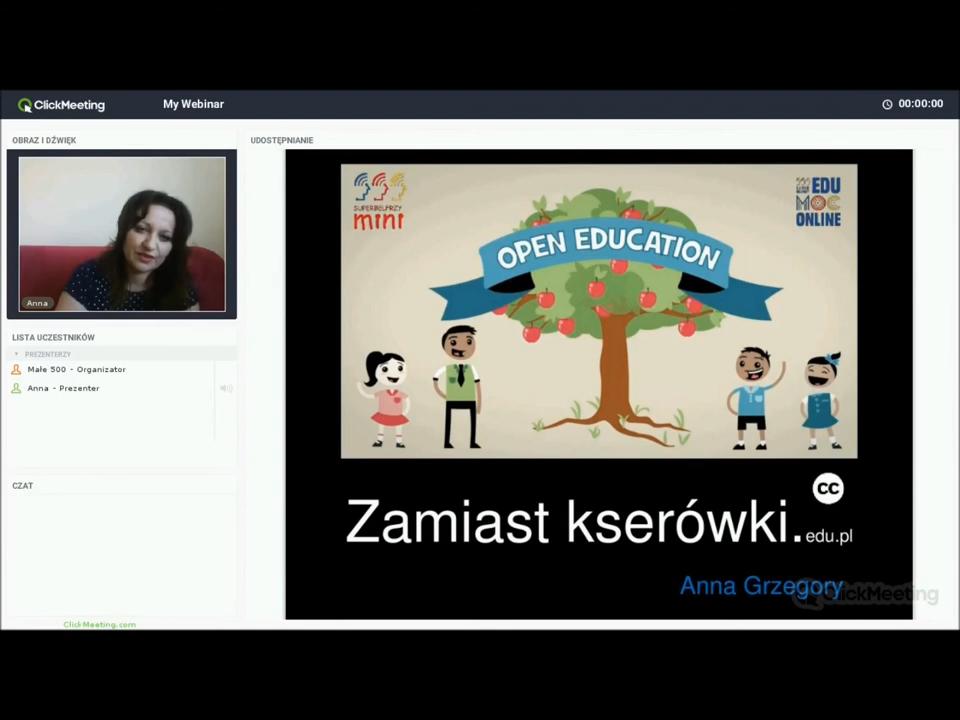 ClickMeeting
My Webinar
00:00:00
OBRAZ I DŹWIĘK
UDOSTĘPNIANIE
Anna
SUPERBELFRZY
mini
EDU
MOC
ONLINE
OPEN EDUCATION
LISTA UCZESTNIKÓW
PREZENTERZY
Małe 500 - Organizator
Anna - Prezenter
CZAT
cc
Zamiast kserówki.edu.pl
Anna Grzegory
ClickMeeting
ClickMeeting.com